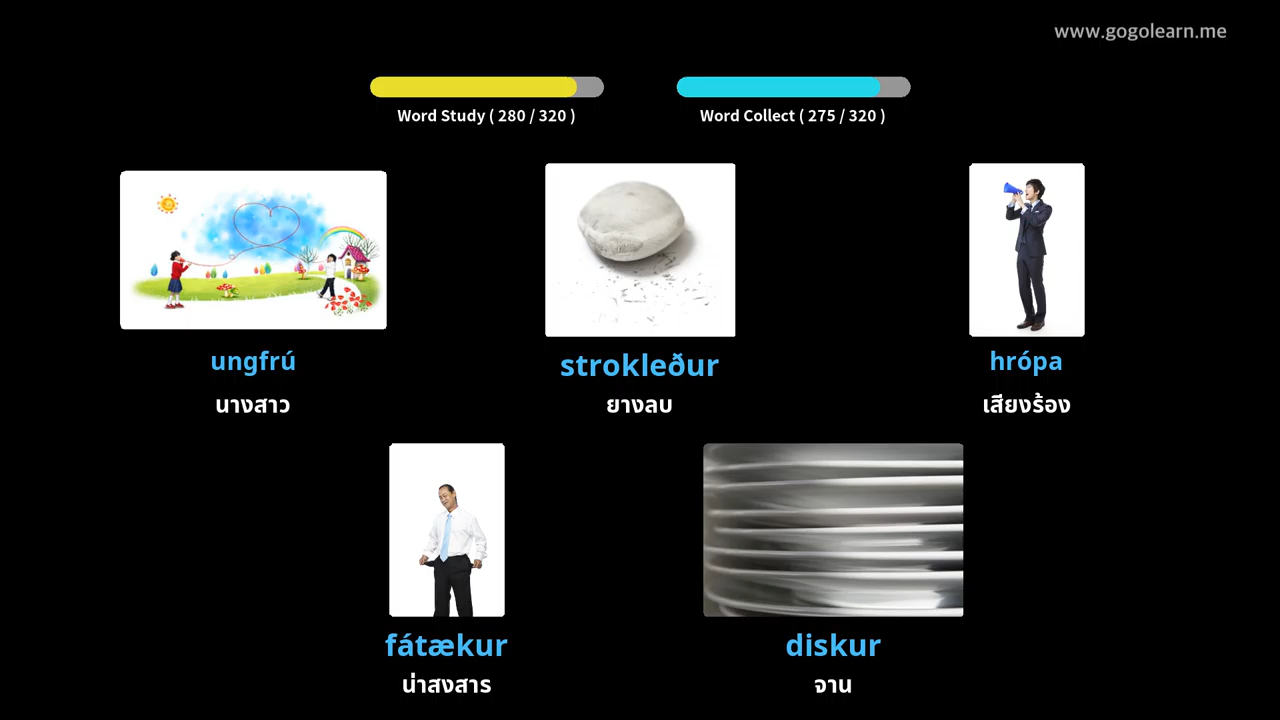 www.gogolearn.me
Word Study ( 280 / 320 )
Word Collect ( 275 / 320 )
ungfrú
นางสาว
strokleður
ยางลบ
hrópa
เสียงร้อง
fátækur
น่าสงสาร
diskur
จาน